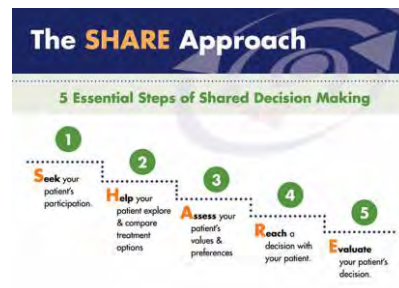 The SHARE Approach
5 Essential Steps of Shared Decision Making
1
Seek your
patient's
participation.
2
Help your
patient explore
& compare
treatment
options
3
Assess your
patient's
values &
preferences
4
Reach a
decision with
your patient.
5
Evaluate
your patient's
decision.